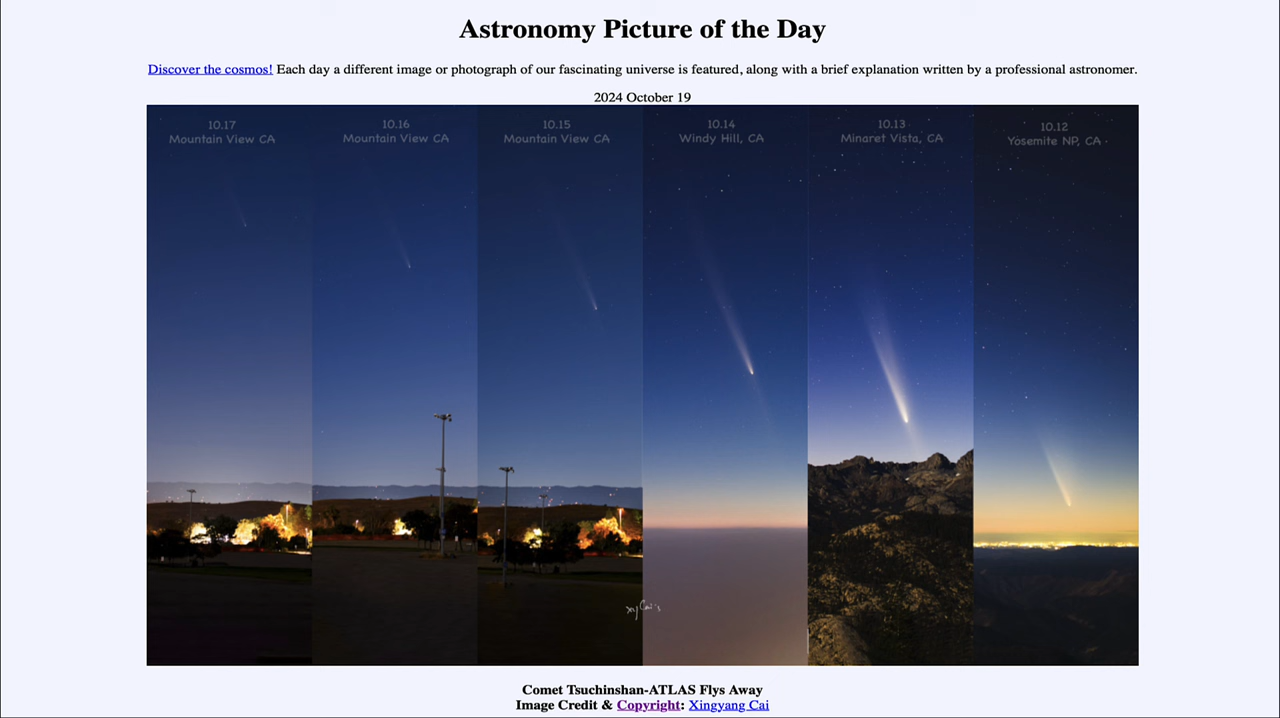 Astronomy Picture of the Day
Discover the cosmos! Each day a different image or photograph of our fascinating universe is featured, along with a brief explanation written by a professional astronomer.
2024 October 19
10.17
Mountain View CA
10.16
Mountain View CA
10.15
Mountain View CA
10.14
Windy Hill, CA
10.13
Minaret Vista, CA
10.12
Yosemite NP, CA
Comet Tsuchinshan-ATLAS Flys Away
Image Credit & Copyright: Xingyang Cai